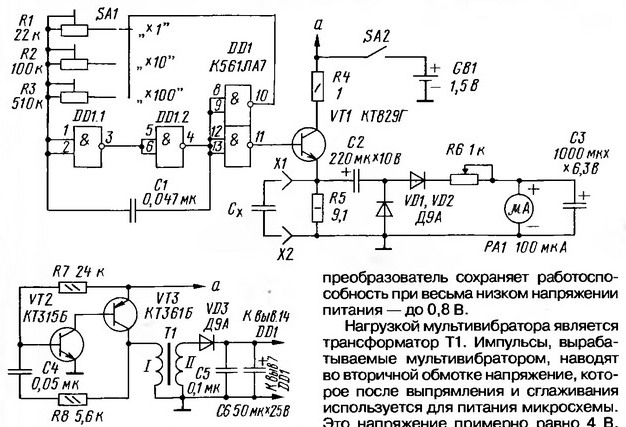 R1
22 к
SA1
„×1"
R2
100 к
„×10"
R3
510 к
„×100"
DD1
К561ЛА7
DD1.1
DD1.2
1
2
&
3
5
6
&
4
8
9
&
10
12
13
&
11
C1
0,047 мк
a
SA2
R4
1
GB1
1,5 В
+
−
VT1 КТ829Г
C2
220 мк×10 В
+
X1
Cx
X2
R5
9,1
VD1, VD2
Д9А
R6 1к
C3
1000 мк×
×6,3 В
+
μA
+
−
PA1 100 мкА
R7 24 к
a
VT2
КТ315Б
VT3
КТ361Б
C4
0,05 мк
R8 5,6 к
T1
I
II
VD3
Д9А
C5
0,1 мк
+
C6 50 мк×25В
К выв.14
DD1
К выв 7
DD1
преобразователь сохраняет работоспо-
собность при весьма низком напряжении
питания — до 0,8 В.
Нагрузкой мультивибратора является
трансформатор Т1. Импульсы, выраба-
тываемые мультивибратором, наводят
во вторичной обмотке напряжение, кото-
рое после выпрямления и сглаживания
используется для питания микросхемы.
Это напряжение примерно равно 4 В.